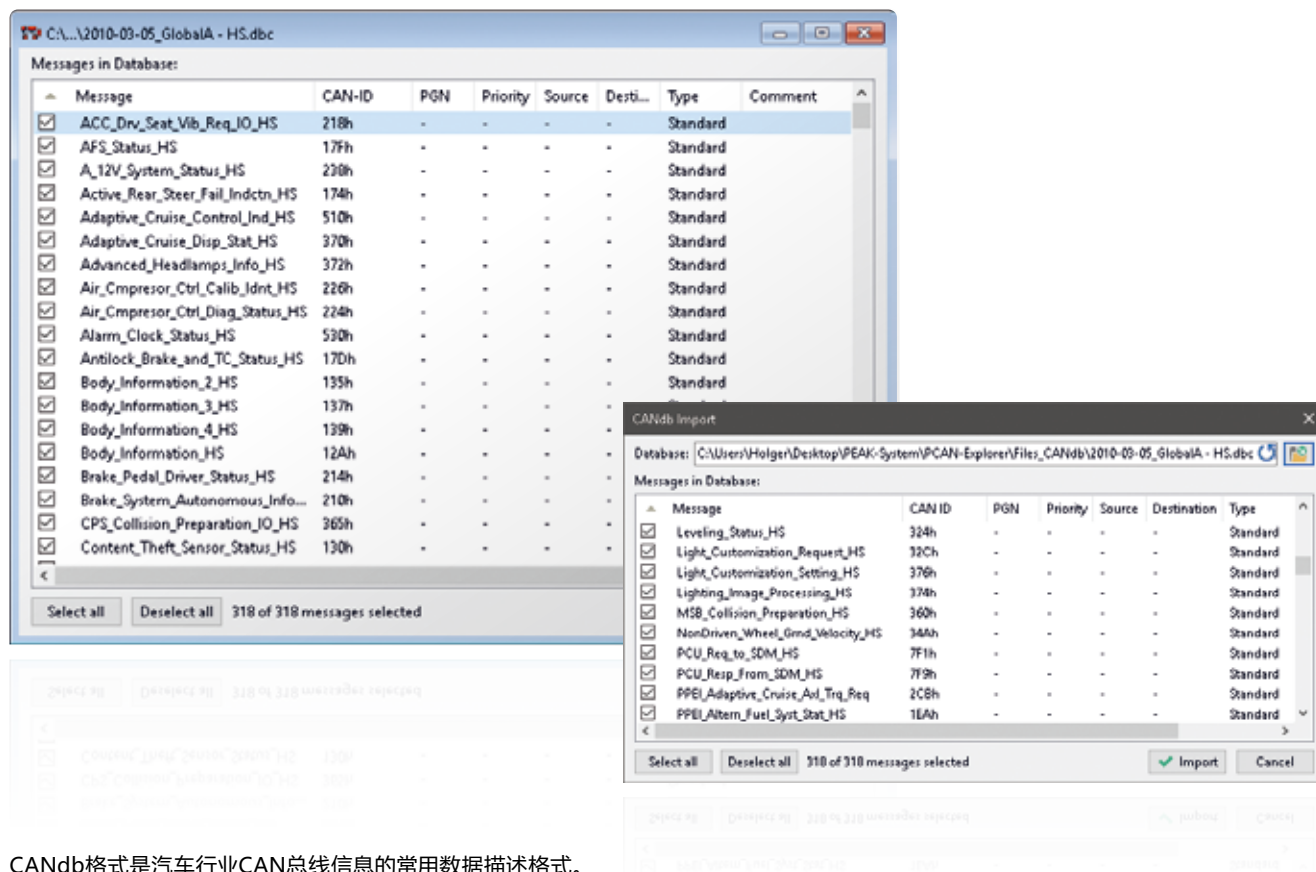 C:\...\2010-03-05_GlobalA - HS.dbc
Messages in Database:
Message CAN-ID PGN Priority Source Desti... Type Comment
ACC_Drv_Seat_Vib_Req_IO_HS 218h - - - - Standard
AFS_Status_HS 17Fh - - - - Standard
A_12V_System_Status_HS 238h - - - - Standard
Active_Rear_Steer_Fail_Indctn_HS 174h - - - - Standard
Adaptive_Cruise_Control_Ind_HS 510h - - - - Standard
Adaptive_Cruise_Disp_Stat_HS 370h - - - - Standard
Advanced_Headlamps_Info_HS 372h - - - - Standard
Air_Cmpresor_Ctrl_Calib_Idnt_HS 226h - - - - Standard
Air_Cmpresor_Ctrl_Diag_Status_HS 224h - - - - Standard
Alarm_Clock_Status_HS 530h - - - - Standard
Antilock_Brake_and_TC_Status_HS 17Dh - - - - Standard
Body_Information_2_HS 135h - - - - Standard
Body_Information_3_HS 137h - - - -
Body_Information_4_HS 139h - - - -
Body_Information_HS 12Ah - - - -
Brake_Pedal_Driver_Status_HS 214h - - - -
Brake_System_Autonomous_Info... 210h - - - -
CPS_Collision_Preparation_IO_HS 365h - - - -
Content_Theft_Sensor_Status_HS 130h - - - -
Select all Deselect all 318 of 318 messages selected
CANdb Import
Database: C:\Users\Holger\Desktop\PEAK-System\PCAN-Explorer\Files_CANdb\2010-03-05_GlobalA - HS.dbc
Messages in Database:
Message CAN ID PGN Priority Source Destination Type
Leveling_Status_HS 324h - - - - Standard
Light_Customization_Request_HS 32Ch - - - - Standard
Light_Customization_Setting_HS 376h - - - - Standard
Lighting_Image_Processing_HS 374h - - - - Standard
MSB_Collision_Preparation_HS 360h - - - - Standard
NonDriven_Wheel_Grnd_Velocity_HS 34Ah - - - - Standard
PCU_Req_to_SDM_HS 7F1h - - - - Standard
PCU_Resp_From_SDM_HS 7F9h - - - - Standard
PPEI_Adaptive_Cruise_Axl_Trq_Req 2CBh - - - - Standard
PPEI_Altern_Fuel_Syst_Stat_HS 1EAh - - - - Standard
Select all Deselect all 318 of 318 messages selected Import Cancel
CANdb格式是汽车行业CAN总线信息的常用数据描述格式。